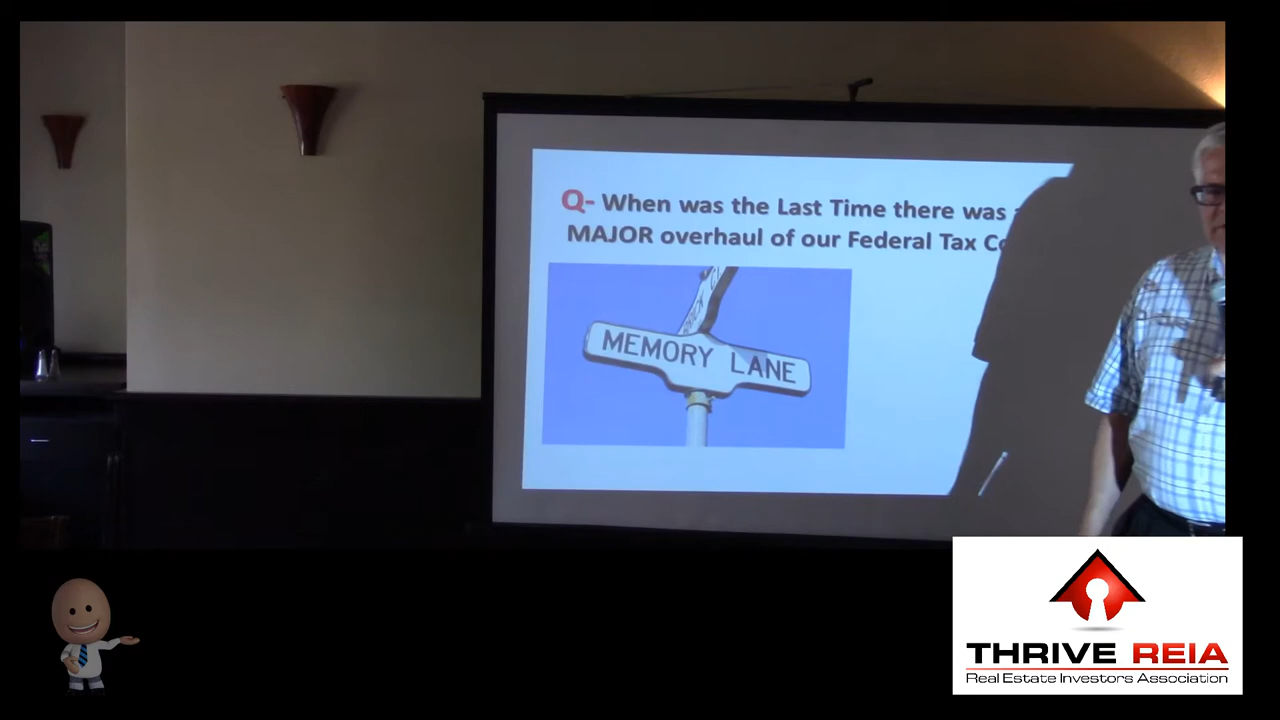 Q- When was the Last Time there was
MAJOR overhaul of our Federal Tax
MEMORY LANE
THRIVE REIA
Real Estate Investors Association